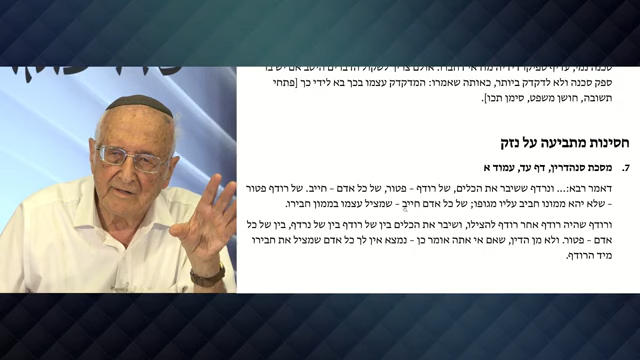 ספק סכנה ולא לדקדק ביותר, כאותה שאמרו: המדקדק עצמו בכך בא לידי כך [פתחי
תשובה, חושן משפט, סימן תכו].
חסינות מתביעה על נזק
7. מסכת סנהדרין, דף עד, עמוד א
דאמר רבא:... נרדף ששיבר את הכלים, של רודף - פטור, של כל אדם - חייב. של רודף פטור
- שלא יהא ממונו חביב עליו מגופו; של כל אדם חייב - שמציל עצמו בממון חבירו.
ורודף שהיה רודף אחר רודף להצילו, ושיבר את הכלים בין של רודף בין של נרדף, בין של כל
אדם - פטור. ולא מן הדין, שאם אי אתה אומר כן - נמצא אין לך כל אדם שמציל את חבירו
מיד הרודף.